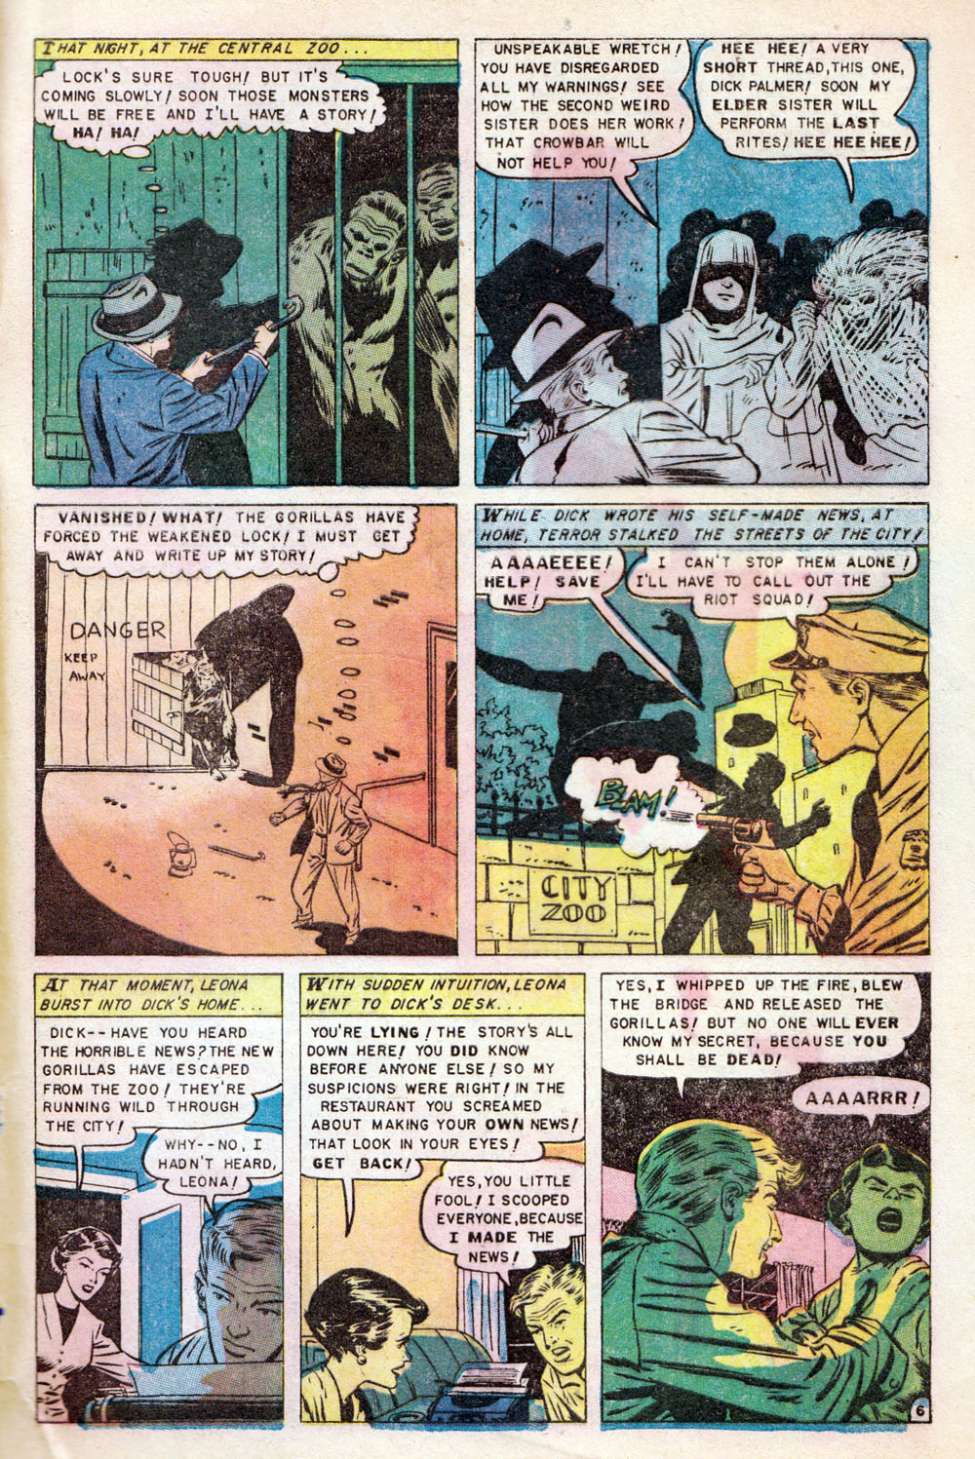 THAT NIGHT, AT THE CENTRAL ZOO...
LOCK'S SURE TOUGH! BUT IT'S
COMING SLOWLY! SOON THOSE MONSTERS
WILL BE FREE AND I'LL HAVE A STORY!
HA! HA!
UNSPEAKABLE WRETCH!
YOU HAVE DISREGARDED
ALL MY WARNINGS! SEE
HOW THE SECOND WEIRD
SISTER DOES HER WORK!
THAT CROWBAR WILL
NOT HELP YOU!
HEE HEE! A VERY
SHORT THREAD, THIS ONE,
DICK PALMER! SOON MY
ELDER SISTER WILL
PERFORM THE LAST
RITES! HEE HEE HEE!
VANISHED! WHAT! THE GORILLAS HAVE
FORCED THE WEAKENED LOCK! I MUST GET
AWAY AND WRITE UP MY STORY!
DANGER
KEEP
AWAY
WHILE DICK WROTE HIS SELF-MADE NEWS, AT
HOME, TERROR STALKED THE STREETS OF THE CITY!
AAAAEEEE!
HELP! SAVE
ME!
I CAN'T STOP THEM ALONE!
I'LL HAVE TO CALL OUT THE
RIOT SQUAD!
BLAM!
CITY
ZOO
AT THAT MOMENT, LEONA
BURST INTO DICK'S HOME...
DICK--HAVE YOU HEARD
THE HORRIBLE NEWS? THE NEW
GORILLAS HAVE ESCAPED
FROM THE ZOO! THEY'RE
RUNNING WILD THROUGH
THE CITY!
WHY--NO, I
HADN'T HEARD,
LEONA!
WITH SUDDEN INTUITION, LEONA
WENT TO DICK'S DESK...
YOU'RE LYING! THE STORY'S ALL
DOWN HERE! YOU DID KNOW
BEFORE ANYONE ELSE! SO MY
SUSPICIONS WERE RIGHT! IN THE
RESTAURANT YOU SCREAMED
ABOUT MAKING YOUR OWN NEWS!
THAT LOOK IN YOUR EYES!
GET BACK!
YES, YOU LITTLE
FOOL! I SCOOPED
EVERYONE, BECAUSE
I MADE THE
NEWS!
YES, I WHIPPED UP THE FIRE, BLEW
THE BRIDGE AND RELEASED THE
GORILLAS! BUT NO ONE WILL EVER
KNOW MY SECRET, BECAUSE YOU
SHALL BE DEAD!
AAAARRR!
6